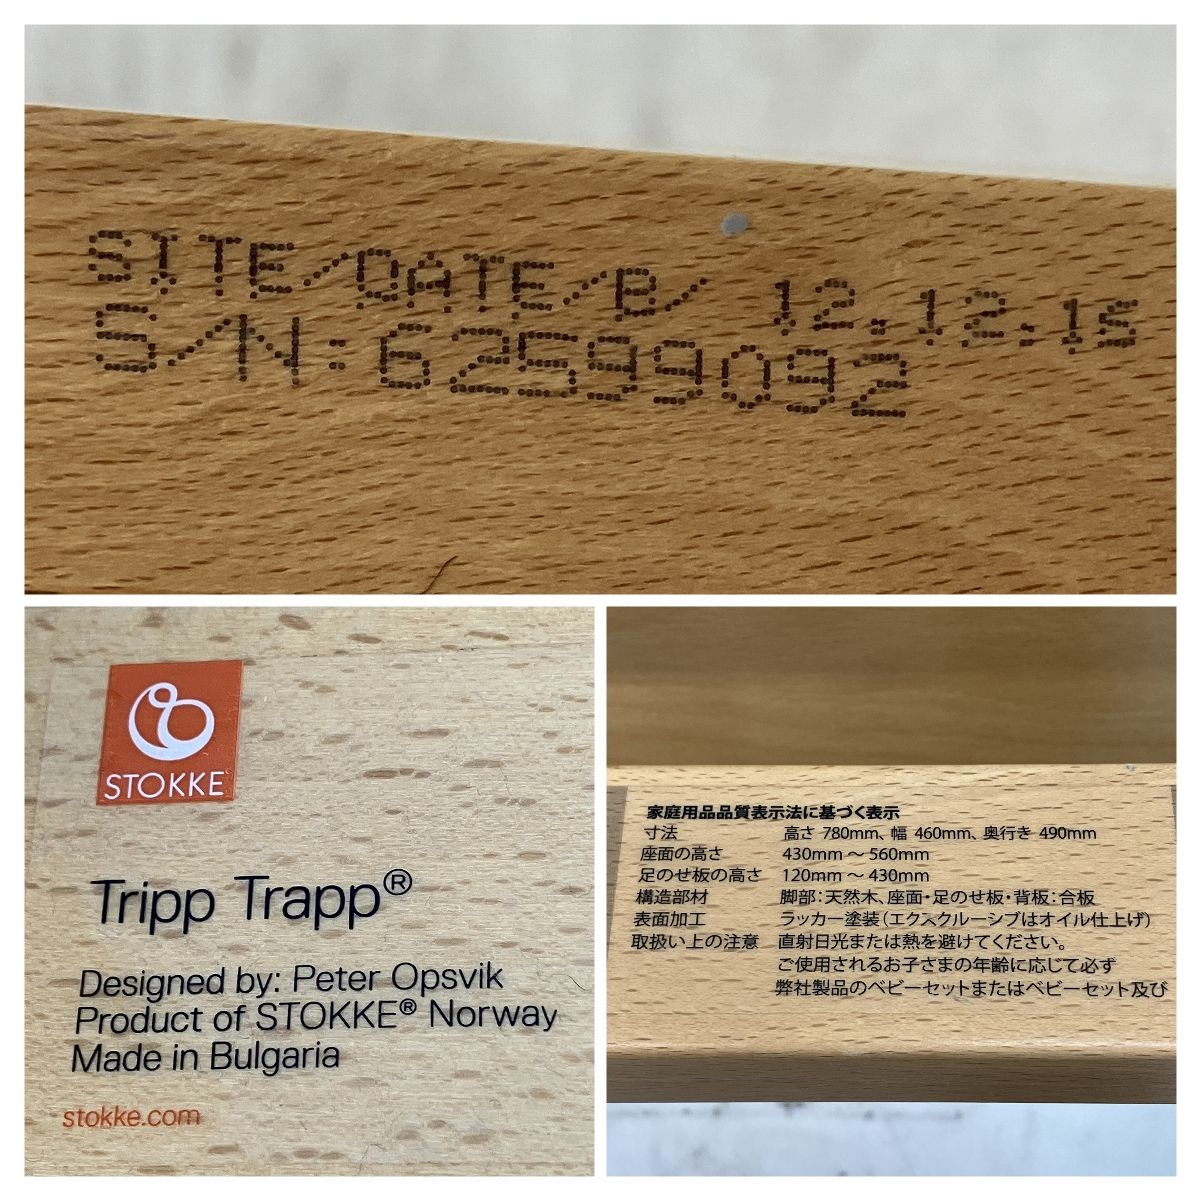 SITE/DATE/B/ 12.12.15
S/N:62599092
STOKKE
Tripp Trapp®
Designed by: Peter Opsvik
Product of STOKKE® Norway
Made in Bulgaria
stokke.com
家庭用品品質表示法に基づく表示
寸法 高さ 780mm、幅 460mm、奥行き 490mm
座面の高さ 430mm ～ 560mm
足のせ板の高さ 120mm ～ 430mm
構造部材 脚部：天然木、座面・足のせ板・背板：合板
表面加工 ラッカー塗装（エクスクルーシブはオイル仕上げ）
取扱い上の注意 直射日光または熱を避けてください。
ご使用されるお子さまの年齢に応じて必ず
弊社製品のベビーセットまたはベビーセット及び